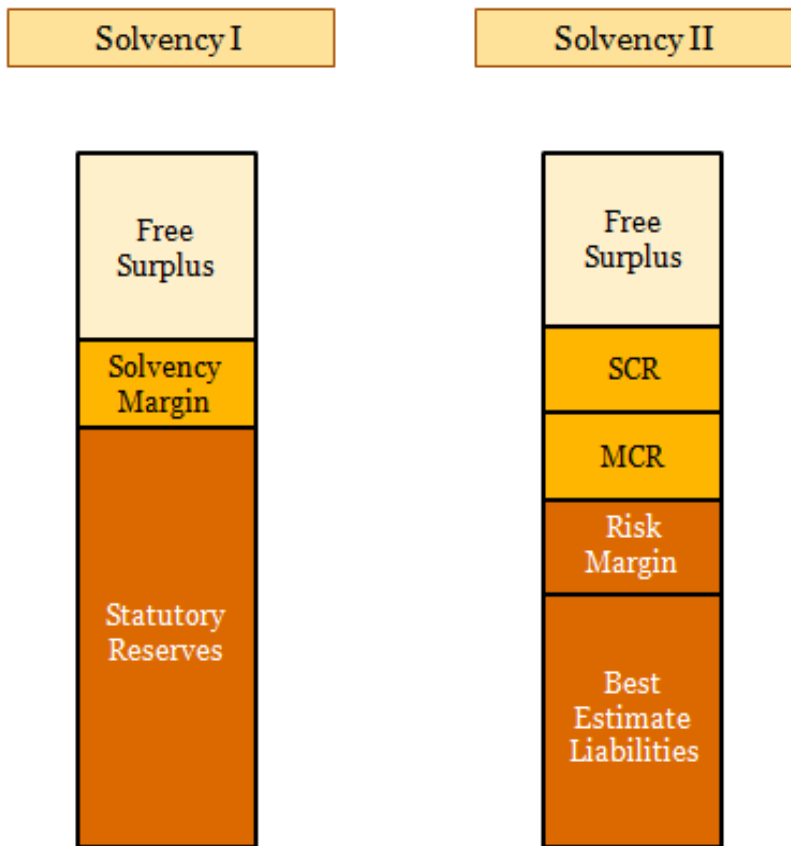 Solvency I
Solvency II
Free
Surplus
Solvency
Margin
Statutory
Reserves
Free
Surplus
SCR
MCR
Risk
Margin
Best
Estimate
Liabilities